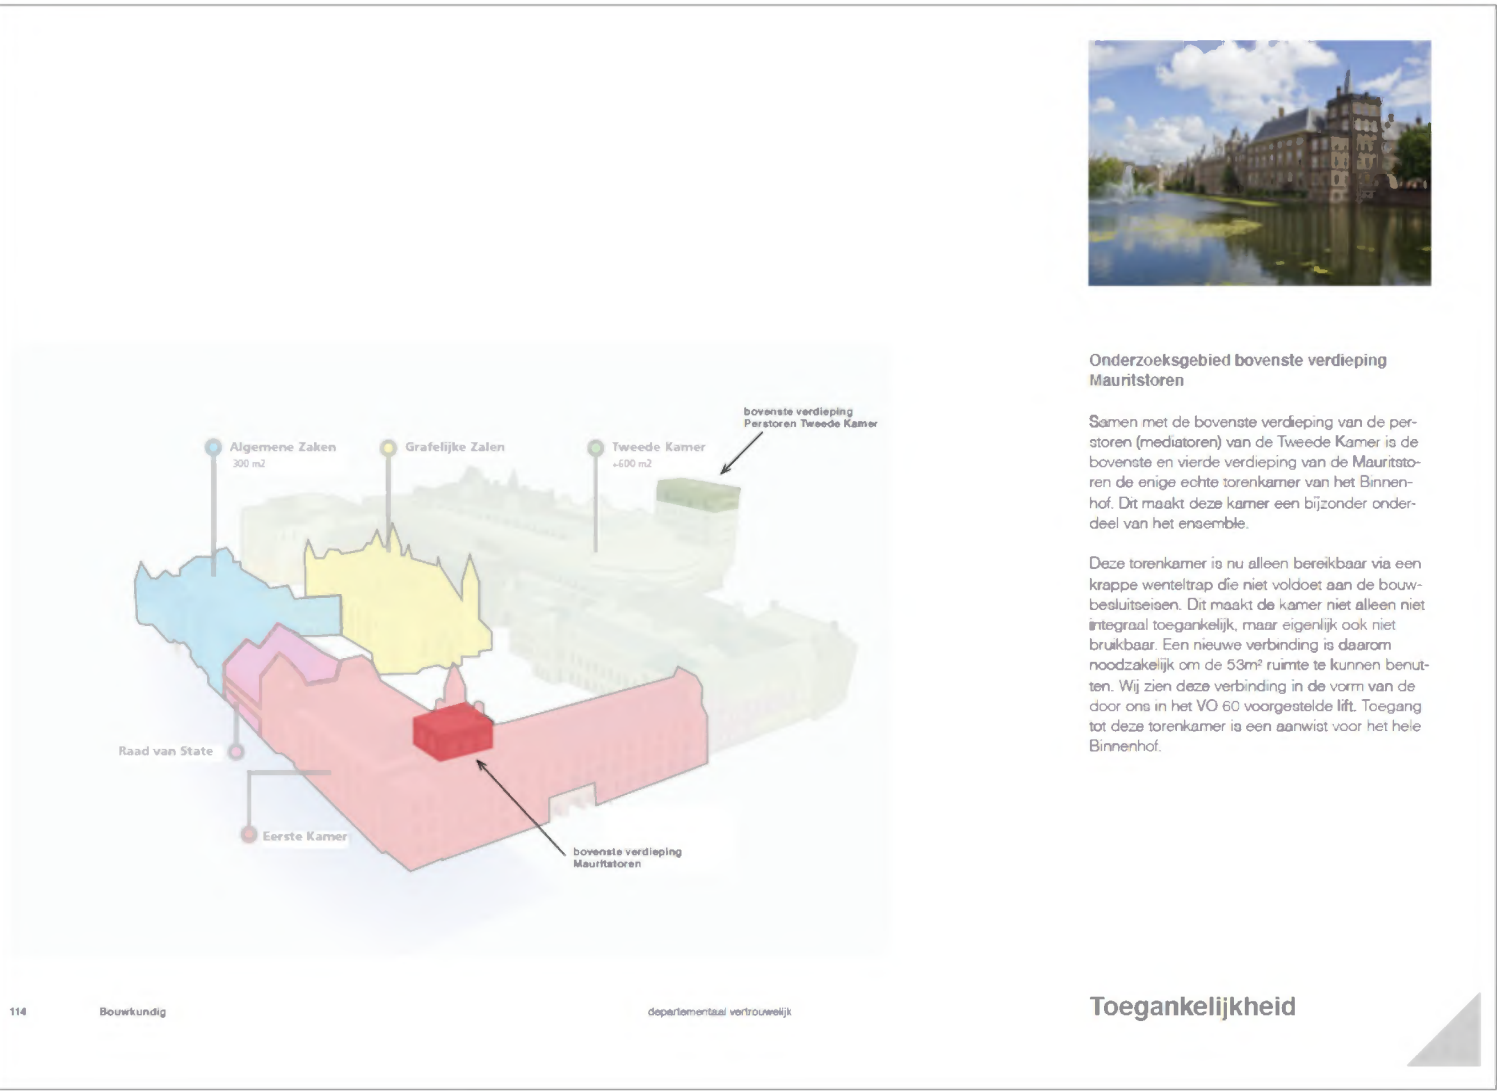 Onderzoeksgebied bovenste verdieping
Mauritstoren
Samen met de bovenste verdieping van de per-
storen (mediatoren) van de Tweede Kamer is de
bovenste en vierde verdieping van de Mauritsto-
ren de enige echte torenkamer van het Binnen-
hof. Dit maakt deze kamer een bijzonder onder-
deel van het ensemble.
Deze torenkamer is nu alleen bereikbaar via een
krappe wenteltrap die niet voldoet aan de bouw-
besluitseisen. Dit maakt de kamer niet alleen niet
integraal toegankelijk, maar eigenlijk ook niet
bruikbaar. Een nieuwe verbinding is daarom
noodzakelijk om de 53m² ruimte te kunnen benut-
ten. Wij zien deze verbinding in de vorm van de
door ons in het VO 60 voorgestelde lift. Toegang
tot deze torenkamer is een aanwist voor het hele
Binnenhof.
bovenste verdieping
Perstoren Tweede Kamer
Algemene Zaken
300 m2
Grafelijke Zalen
Tweede Kamer
+600 m2
Raad van State
Eerste Kamer
bovenste verdieping
Mauritstoren
114
Bouwkundig
departementaal vertrouwelijk
Toegankelijkheid